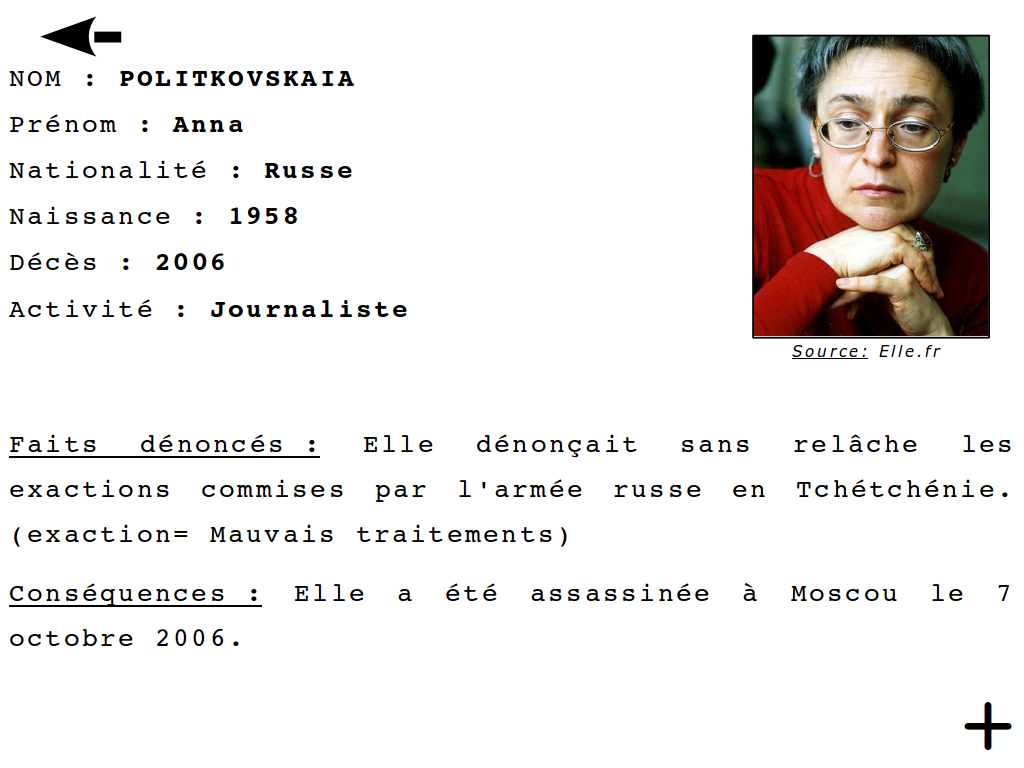 NOM : POLITKOVSKAIA
Prénom : Anna
Nationalité : Russe
Naissance : 1958
Décès : 2006
Activité : Journaliste
Source: Elle.fr
Faits dénoncés : Elle dénonçait sans relâche les
exactions commises par l'armée russe en Tchétchénie.
(exaction= Mauvais traitements)
Conséquences : Elle a été assassinée à Moscou le 7
octobre 2006.